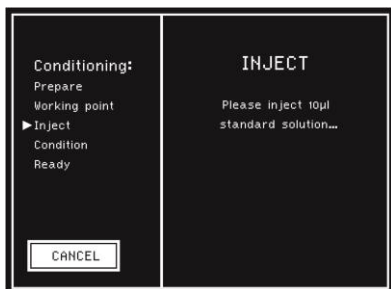 Conditioning:
Prepare
Working point
▶Inject
Condition
Ready
CANCEL
INJECT
Please inject 10µl
standard solution…